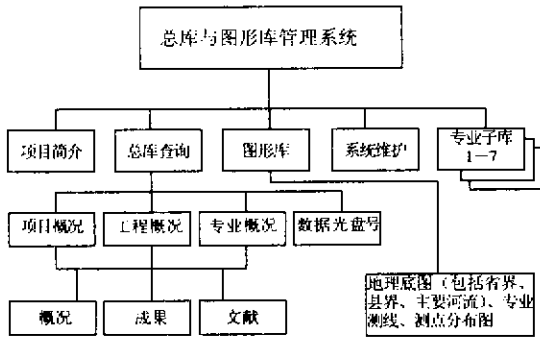 总库与图形库管理系统
项目简介
总库查询
图形库
系统维护
专业子库
1—7
项目概况
工程概况
专业概况
数据光盘号
概况
成果
文献
地理底图（包括省界、
县界、主要河流）、专业
测线、测点分布图